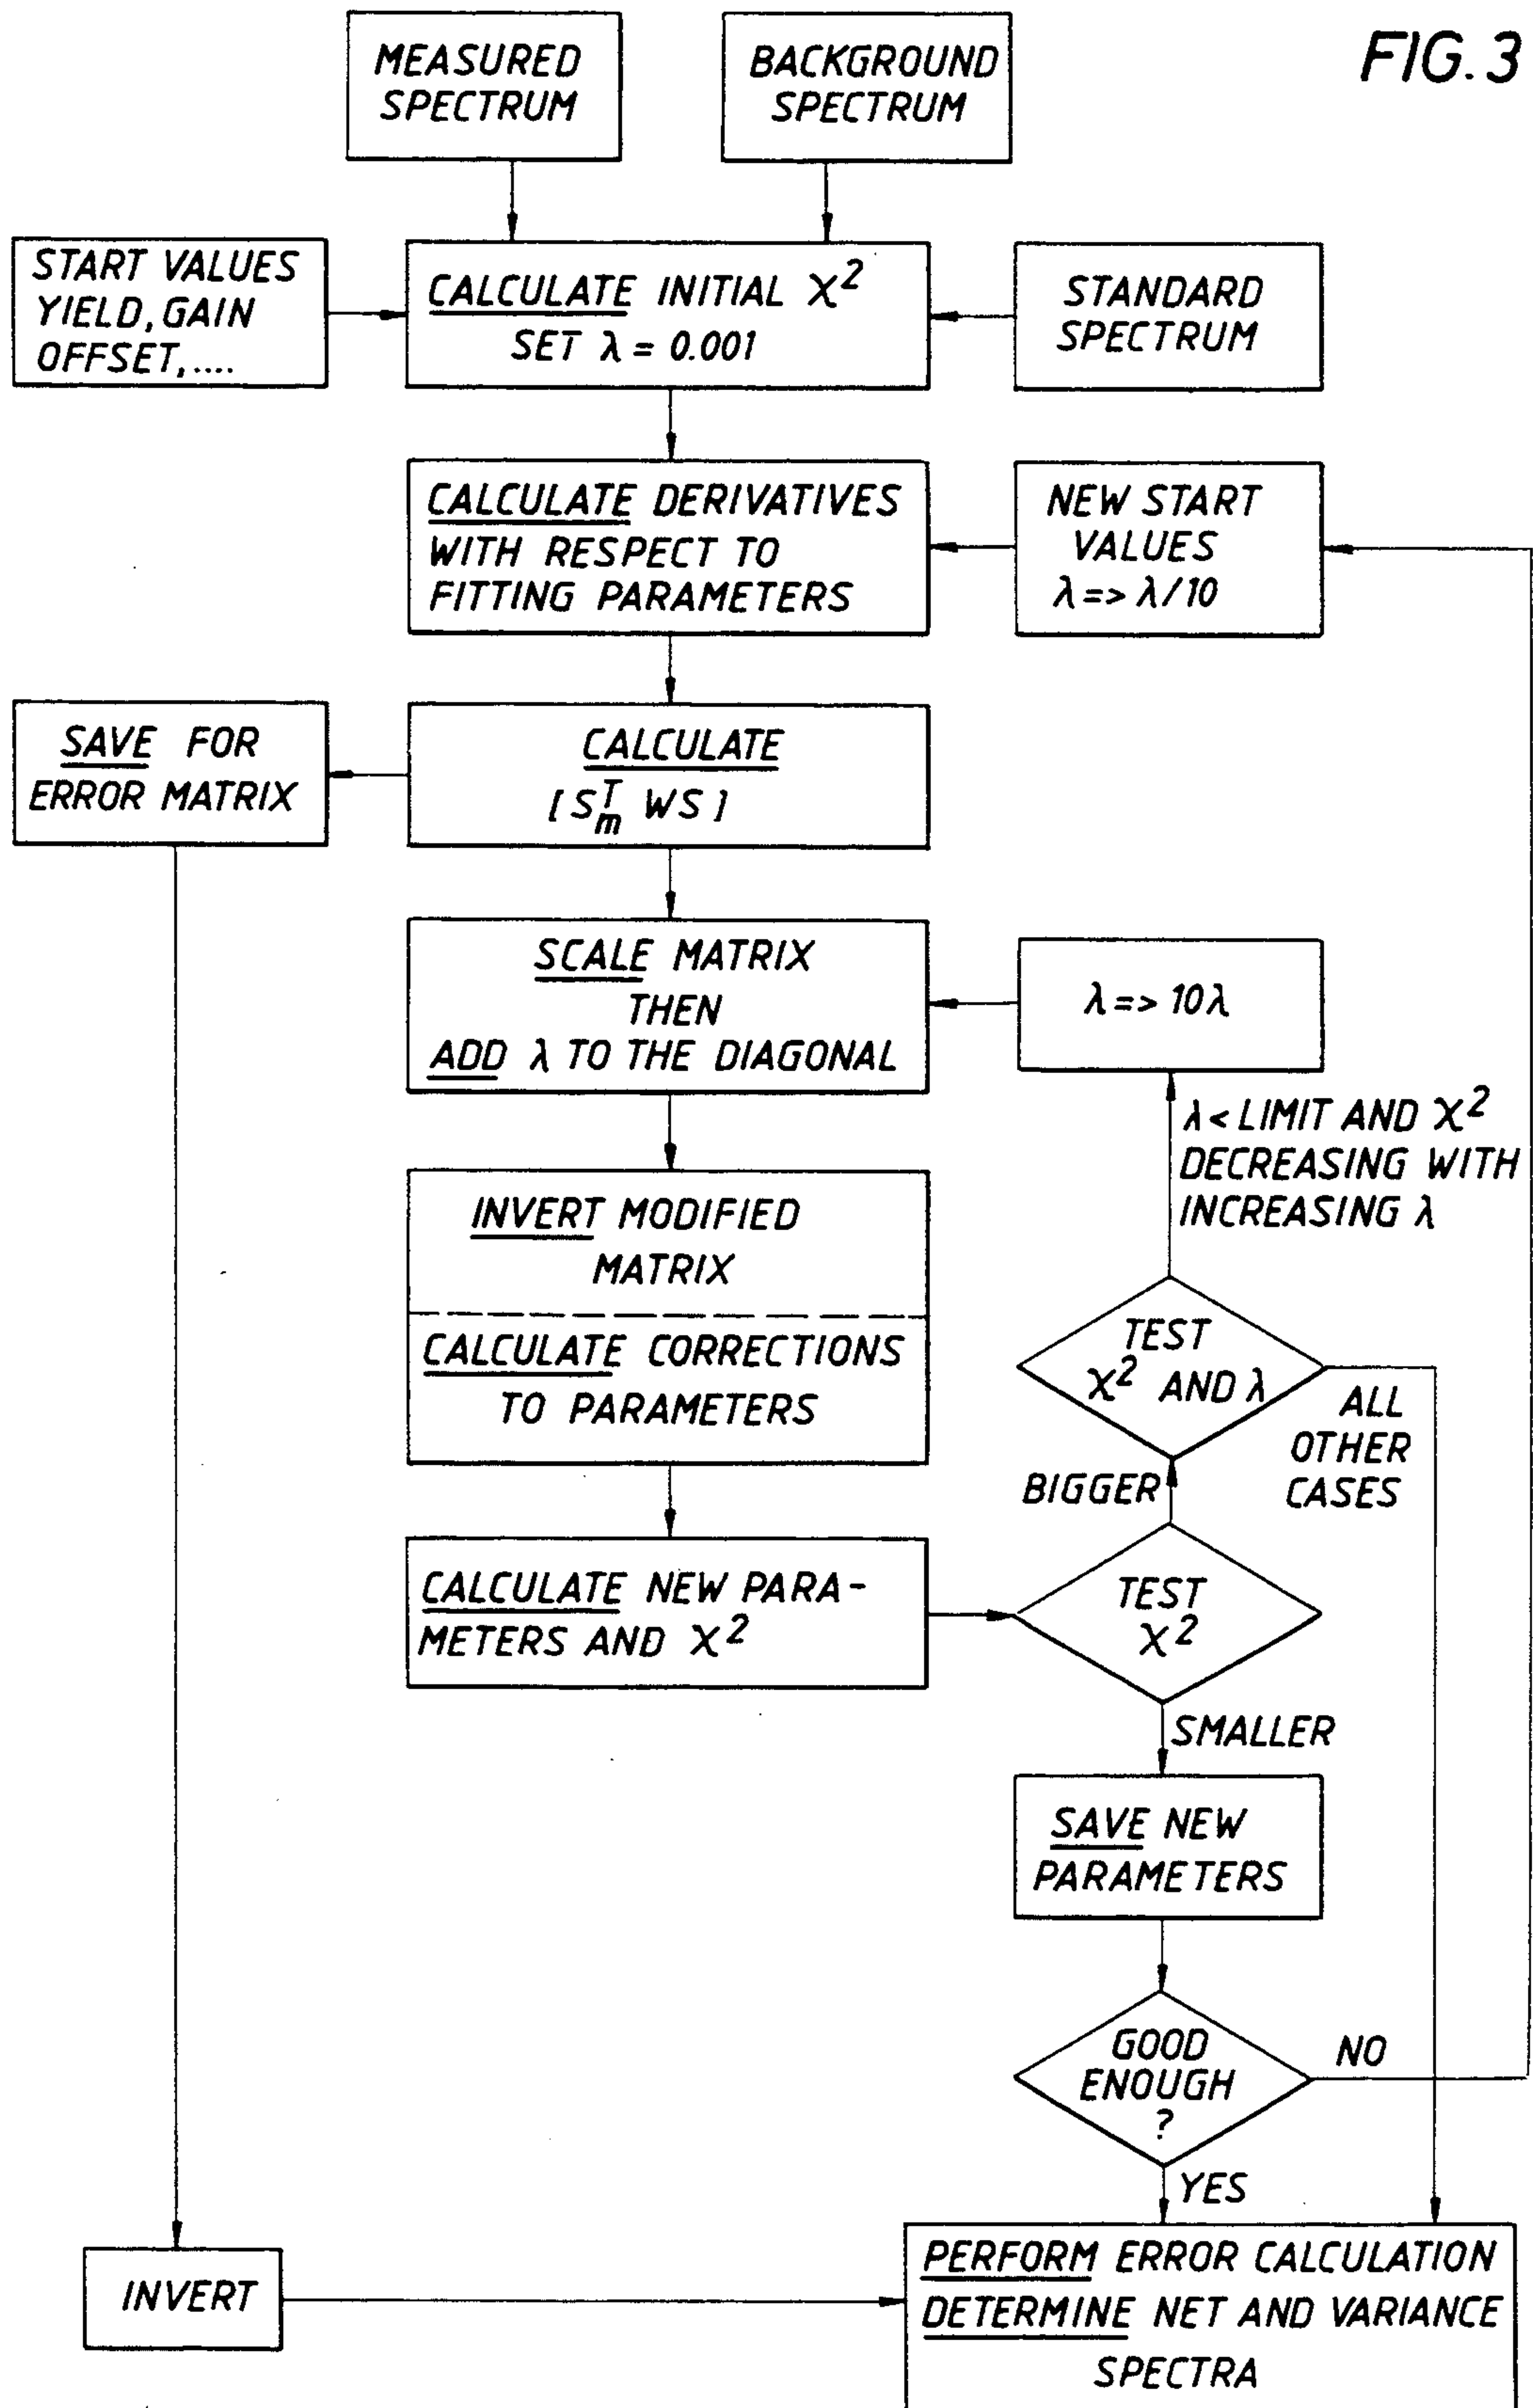 FIG. 3
MEASURED
SPECTRUM
BACKGROUND
SPECTRUM
START VALUES
YIELD, GAIN
OFFSET, ....
CALCULATE INITIAL χ²
SET λ = 0.001
STANDARD
SPECTRUM
CALCULATE DERIVATIVES
WITH RESPECT TO
FITTING PARAMETERS
NEW START
VALUES
λ => λ/10
SAVE FOR
ERROR MATRIX
CALCULATE
[S_m^T WS]
SCALE MATRIX
THEN
ADD λ TO THE DIAGONAL
λ => 10λ
λ < LIMIT AND χ²
DECREASING WITH
INCREASING λ
INVERT MODIFIED
MATRIX
CALCULATE CORRECTIONS
TO PARAMETERS
TEST
χ² AND λ
ALL
OTHER
CASES
BIGGER
CALCULATE NEW PARA-
METERS AND χ²
TEST
χ²
SMALLER
SAVE NEW
PARAMETERS
GOOD
ENOUGH
?
NO
YES
INVERT
PERFORM ERROR CALCULATION
DETERMINE NET AND VARIANCE
SPECTRA